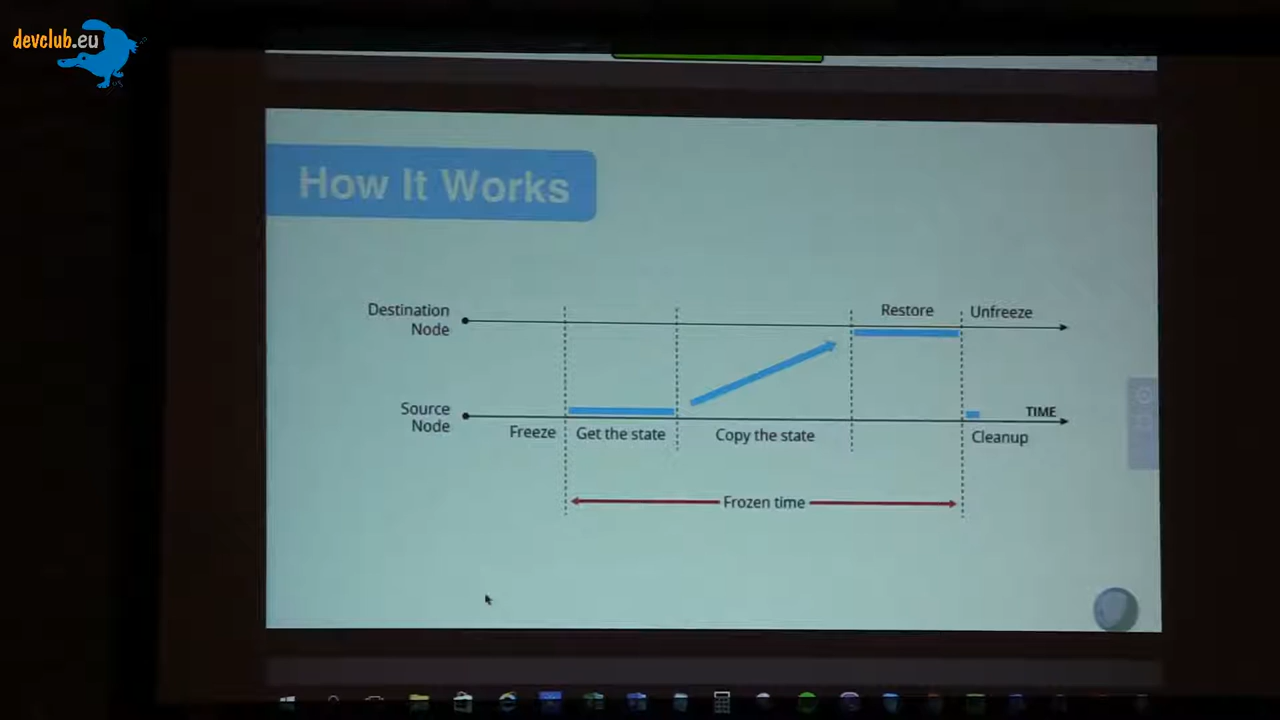 devclub.eu
How It Works
Destination
Node
Restore
Unfreeze
Source
Node
TIME
Freeze
Get the state
Copy the state
Cleanup
Frozen time